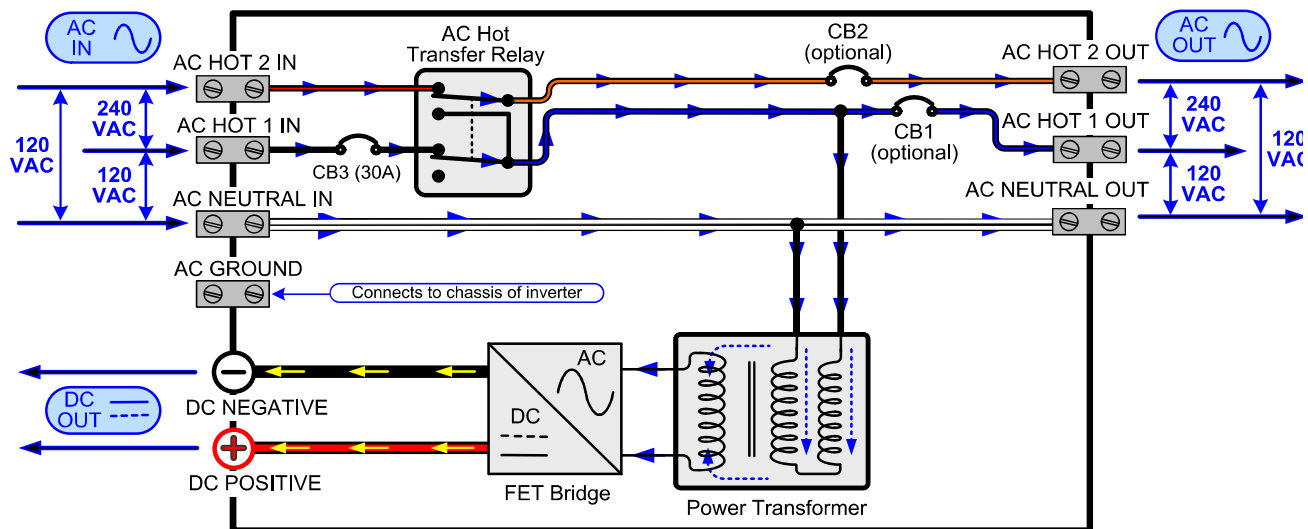 AC
IN
AC Hot
Transfer Relay
CB2
(optional)
AC
OUT
AC HOT 2 IN
AC HOT 2 OUT
240
VAC
AC HOT 1 IN
120
VAC
120
VAC
CB3 (30A)
CB1
(optional)
AC HOT 1 OUT
240
VAC
120
VAC
120
VAC
AC NEUTRAL IN
AC NEUTRAL OUT
AC GROUND
Connects to chassis of inverter
DC NEGATIVE
DC
OUT
DC POSITIVE
AC
DC
FET Bridge
Power Transformer